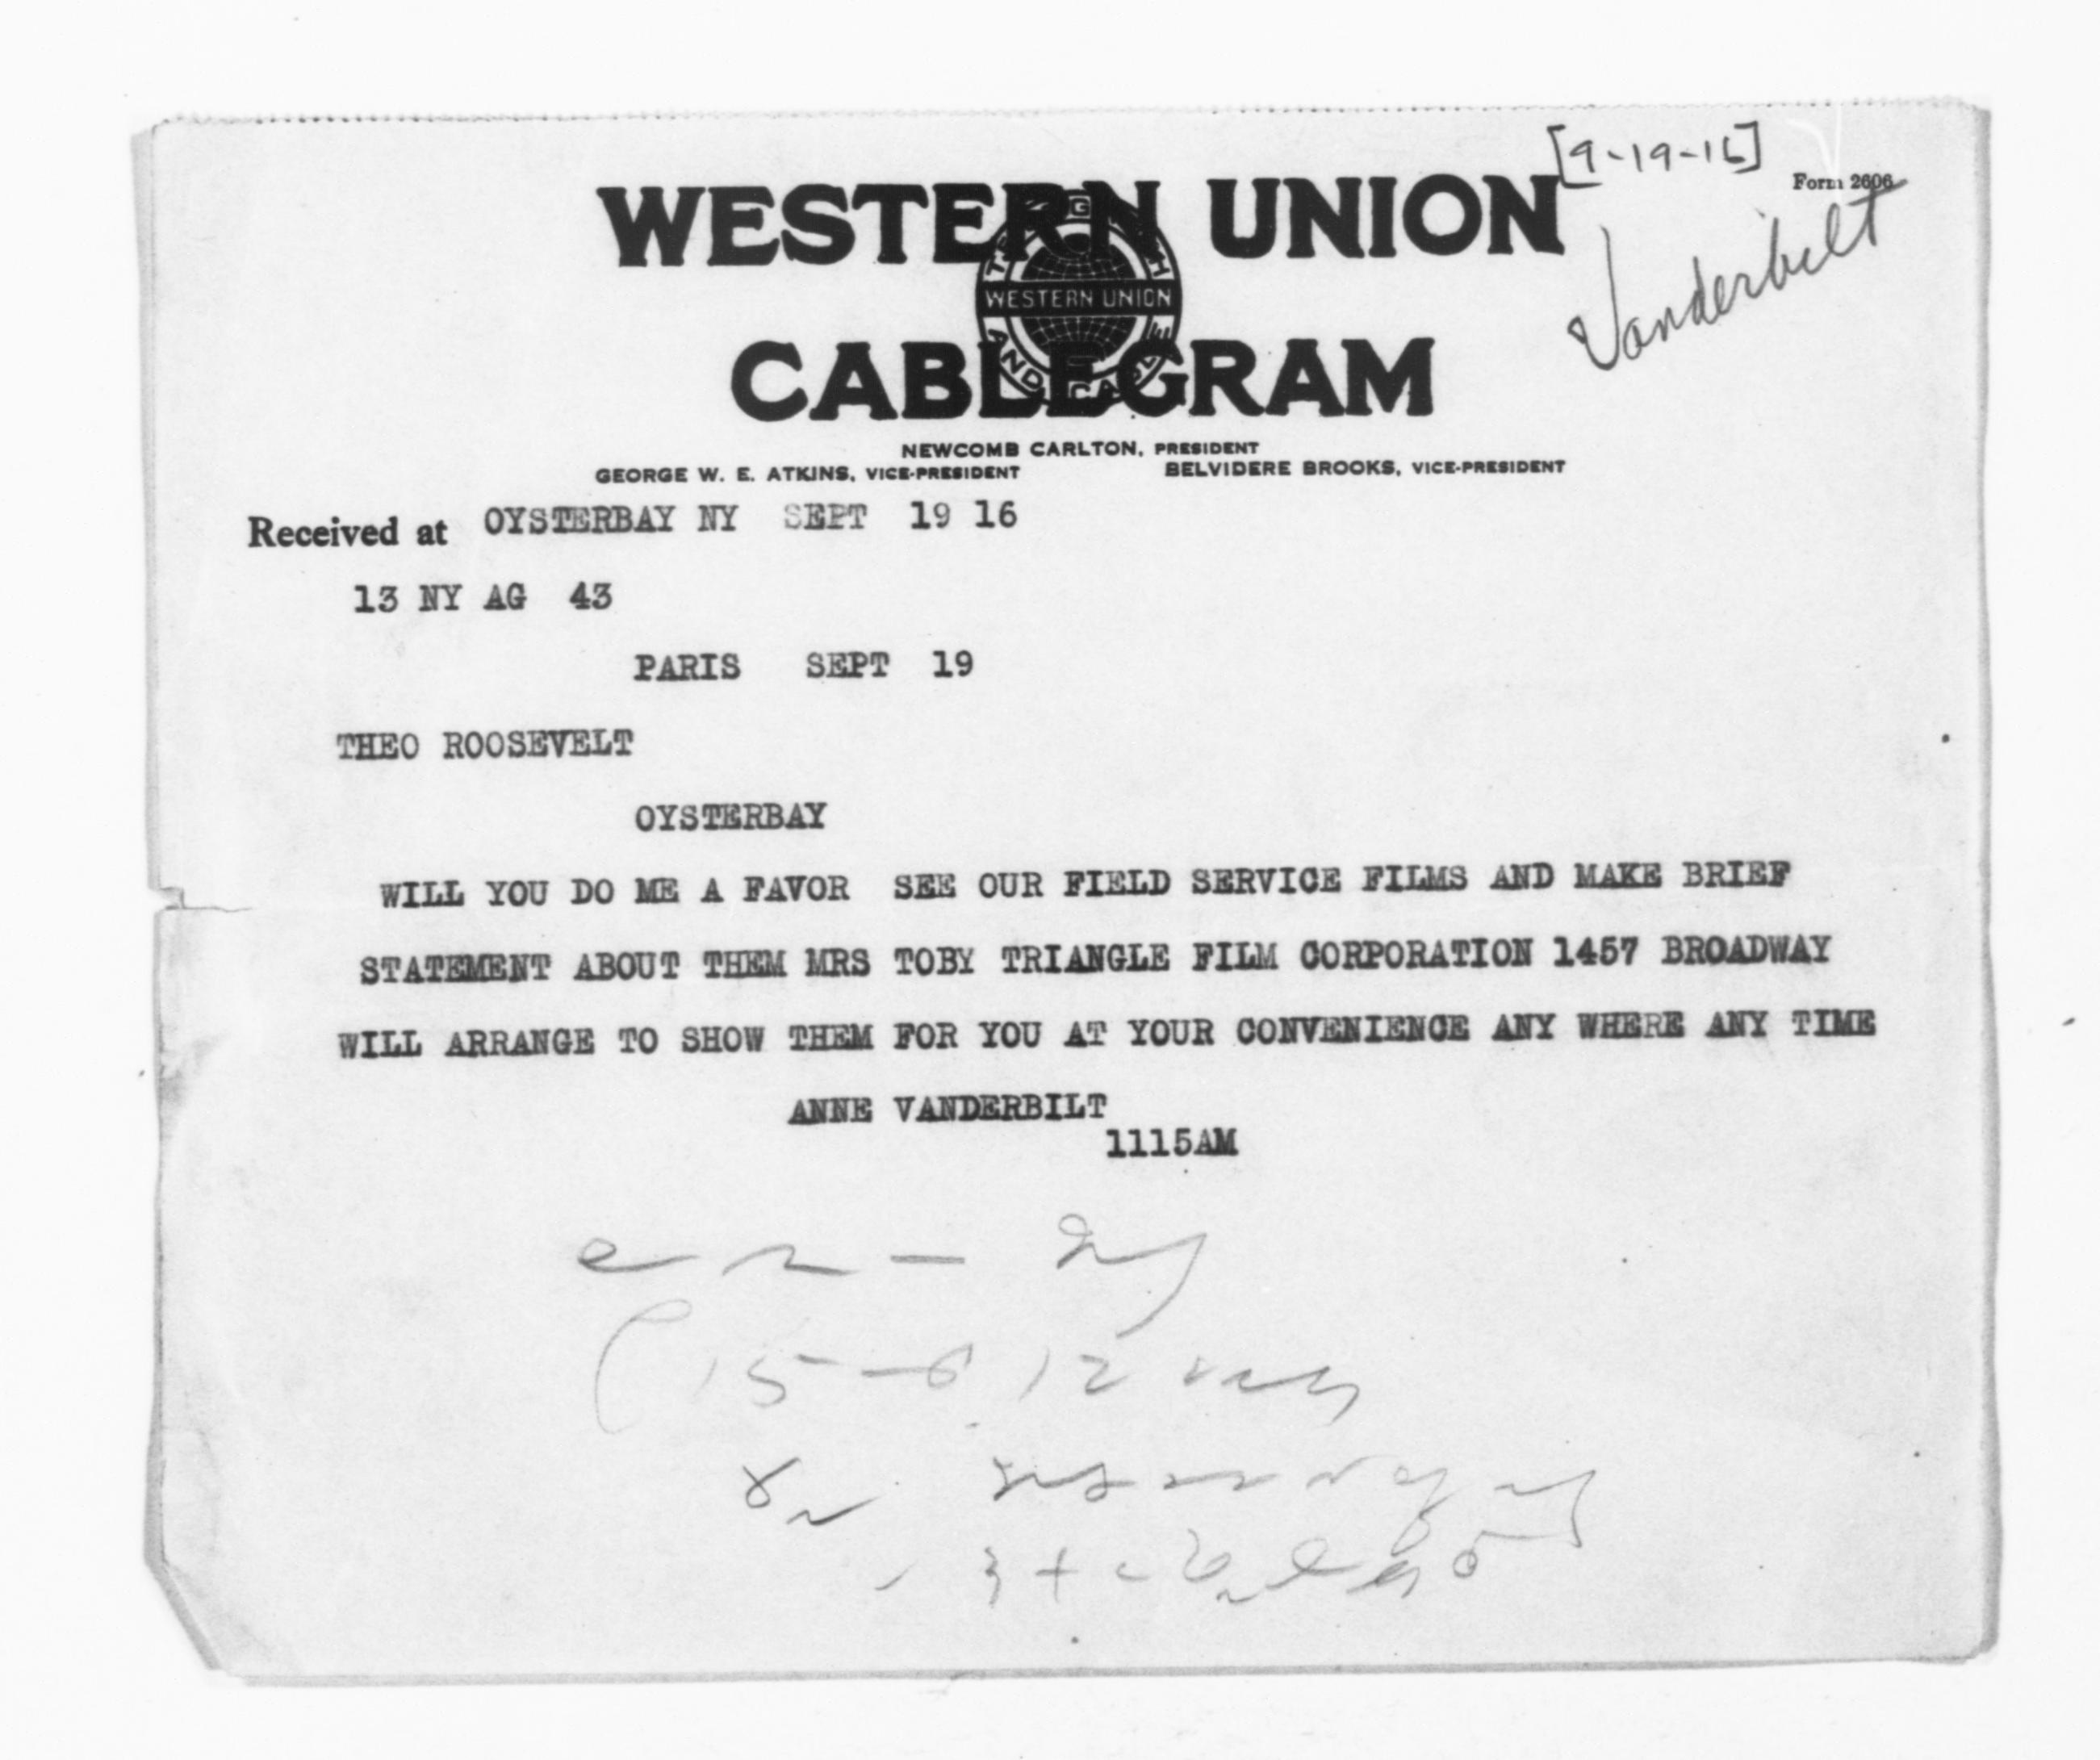 [9-19-16]
Form 2606
Vanderbilt
WESTERN UNION
WESTERN UNION
CABLEGRAM
NEWCOMB CARLTON, PRESIDENT
GEORGE W. E. ATKINS, VICE-PRESIDENT BELVIDERE BROOKS, VICE-PRESIDENT
Received at OYSTERBAY NY SEPT 19 16
13 NY AG 43
PARIS SEPT 19
THEO ROOSEVELT
OYSTERBAY
WILL YOU DO ME A FAVOR SEE OUR FIELD SERVICE FILMS AND MAKE BRIEF
STATEMENT ABOUT THEM MRS TOBY TRIANGLE FILM CORPORATION 1457 BROADWAY
WILL ARRANGE TO SHOW THEM FOR YOU AT YOUR CONVENIENCE ANY WHERE ANY TIME
ANNE VANDERBILT
1115AM